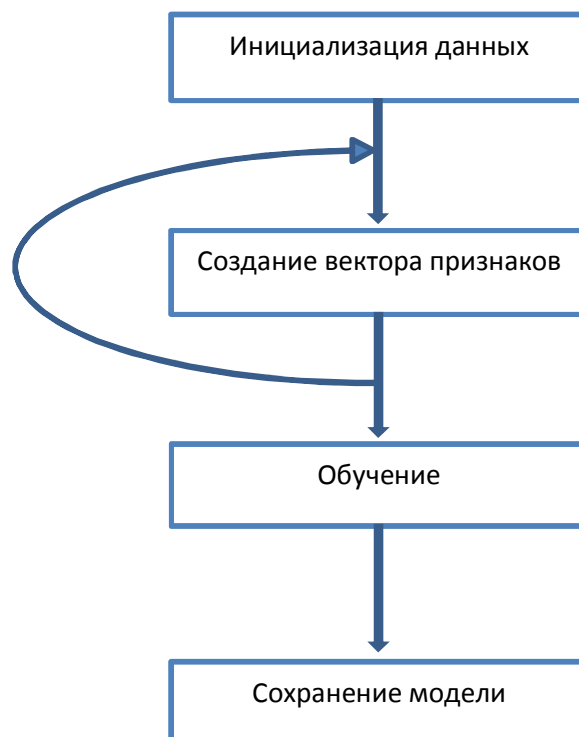 Инициализация данных
Создание вектора признаков
Обучение
Сохранение модели